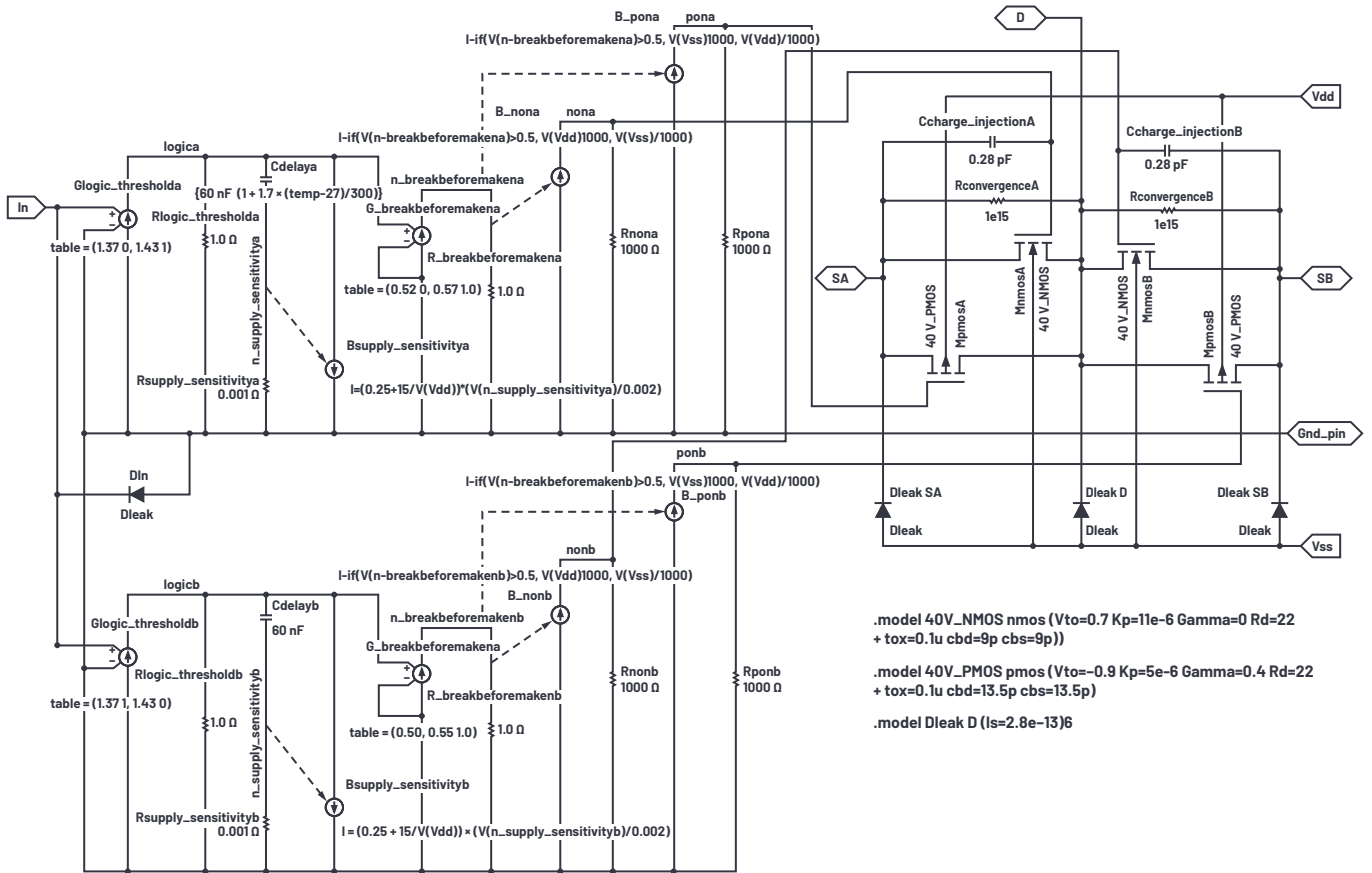 B_pona
pona
D
I-if(V(n-breakbeforemakena)>0.5, V(Vss)1000, V(Vdd)/1000)
Vdd
B_nona
nona
Ccharge_injectionA
0.28 pF
Ccharge_injectionB
0.28 pF
I-if(V(n-breakbeforemakena)>0.5, V(Vdd)1000, V(Vss)/1000)
logica
Cdelaya
{60 nF (1 + 1.7 × (temp-27)/300)}
n_breakbeforemakena
Glogic_thresholda
RconvergenceA
1e15
RconvergenceB
1e15
In
+
–
Rlogic_thresholda
1.0 Ω
G_breakbeforemakena
+
–
table = (1.37 0, 1.43 1)
Rnona
1000 Ω
Rpona
1000 Ω
R_breakbeforemakena
n_supply_sensitivitya
table = (0.52 0, 0.57 1.0)
1.0 Ω
SA
MnmosA
40 V_NMOS
40 V_NMOS
MnmosB
SB
40 V_PMOS
MpmosA
MpmosB
40 V_PMOS
Bsupply_sensitivitya
Rsupply_sensitivitya
0.001 Ω
I=(0.25+15/V(Vdd))*(V(n_supply_sensitivitya)/0.002)
Gnd_pin
DIn
Dleak
ponb
I-if(V(n-breakbeforemakenb)>0.5, V(Vss)1000, V(Vdd)/1000)
B_ponb
Dleak SA
Dleak
Dleak D
Dleak
Dleak SB
Dleak
Vss
nonb
I-if(V(n-breakbeforemakenb)>0.5, V(Vdd)1000, V(Vss)/1000)
logicb
Cdelayb
60 nF
B_nonb
n_breakbeforemakenb
Glogic_thresholdb
+
–
G_breakbeforemakena
+
–
Rlogic_thresholdb
1.0 Ω
Rnonb
1000 Ω
Rponb
1000 Ω
R_breakbeforemakenb
n_supply_sensitivityb
table = (1.37 1, 1.43 0)
table = (0.50, 0.55 1.0)
1.0 Ω
Bsupply_sensitivityb
Rsupply_sensitivityb
0.001 Ω
I = (0.25 + 15/V(Vdd)) × (V(n_supply_sensitivityb)/0.002)
.model 40V_NMOS nmos (Vto=0.7 Kp=11e-6 Gamma=0 Rd=22
+ tox=0.1u cbd=9p cbs=9p))
.model 40V_PMOS pmos (Vto=–0.9 Kp=5e-6 Gamma=0.4 Rd=22
+ tox=0.1u cbd=13.5p cbs=13.5p)
.model Dleak D (Is=2.8e–13)6